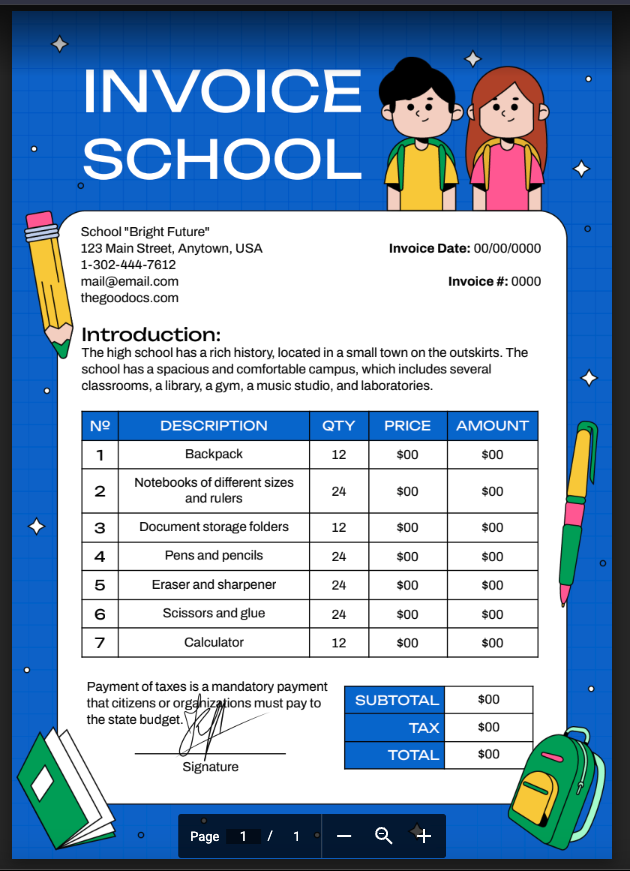 INVOICE
SCHOOL
School "Bright Future"
123 Main Street, Anytown, USA
1-302-444-7612
mail@email.com
thegoodocs.com
Invoice Date: 00/00/0000
Invoice #: 0000
Introduction:
The high school has a rich history, located in a small town on the outskirts. The
school has a spacious and comfortable campus, which includes several
classrooms, a library, a gym, a music studio, and laboratories.
Nº DESCRIPTION QTY PRICE AMOUNT
1 Backpack 12 $00 $00
2 Notebooks of different sizes
and rulers 24 $00 $00
3 Document storage folders 12 $00 $00
4 Pens and pencils 24 $00 $00
5 Eraser and sharpener 24 $00 $00
6 Scissors and glue 24 $00 $00
7 Calculator 12 $00 $00
Payment of taxes is a mandatory payment
that citizens or organizations must pay to
the state budget.
Signature
SUBTOTAL $00
TAX $00
TOTAL $00
Page 1 / 1